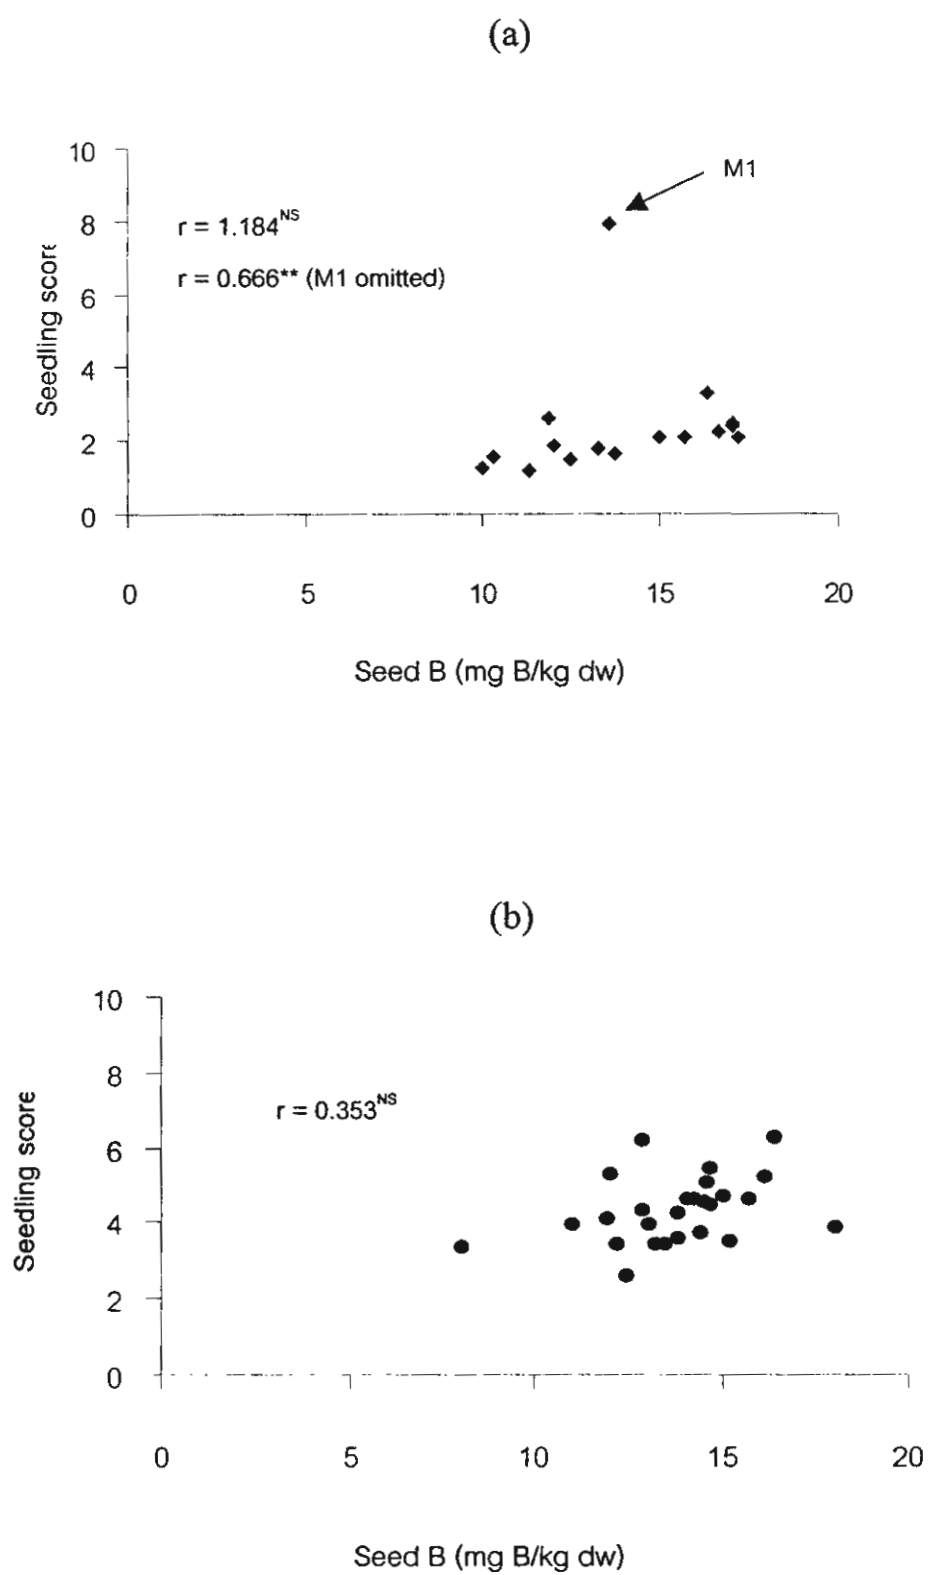 (a)
10
8
6
4
2
0
Seedling score
M1
r = 1.184NS
r = 0.666** (M1 omitted)
0 5 10 15 20
Seed B (mg B/kg dw)
(b)
10
8
6
4
2
0
Seedling score
r = 0.353NS
0 5 10 15 20
Seed B (mg B/kg dw)